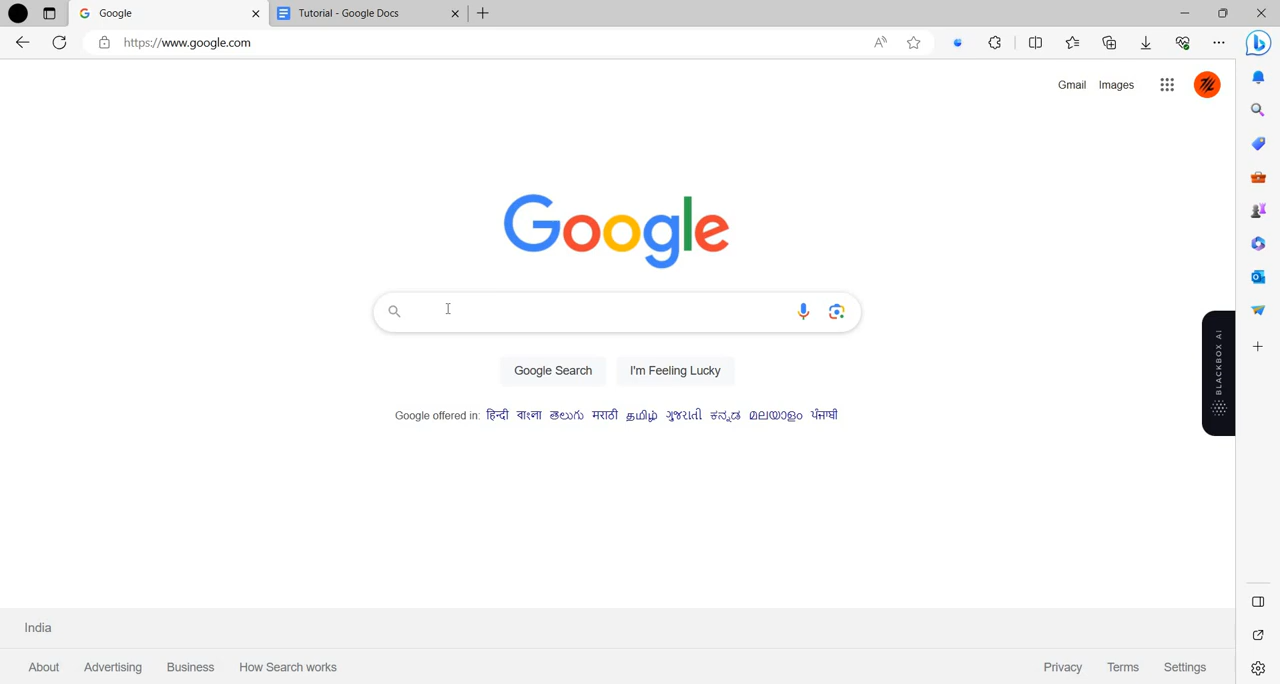 Google
Tutorial - Google Docs
https://www.google.com
Gmail Images
Google
Google Search I'm Feeling Lucky
Google offered in: हिन्दी বাংলা తెలుగు मराठी தமிழ் ગુજરાતી ಕನ್ನಡ മലയാളം ਪੰਜਾਬੀ
BLACKBOX AI
India
About Advertising Business How Search works Privacy Terms Settings